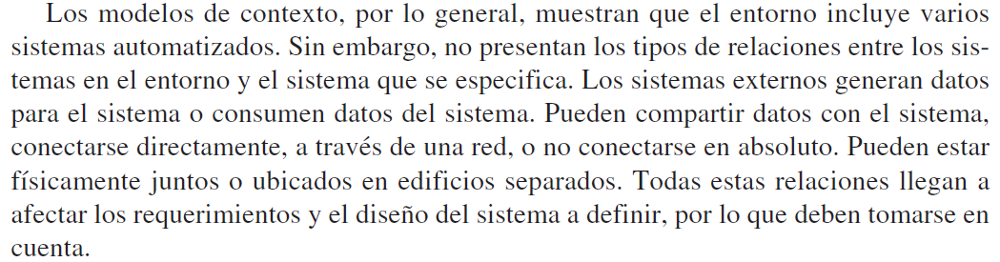 Los modelos de contexto, por lo general, muestran que el entorno incluye varios
sistemas automatizados. Sin embargo, no presentan los tipos de relaciones entre los sis-
temas en el entorno y el sistema que se especifica. Los sistemas externos generan datos
para el sistema o consumen datos del sistema. Pueden compartir datos con el sistema,
conectarse directamente, a través de una red, o no conectarse en absoluto. Pueden estar
físicamente juntos o ubicados en edificios separados. Todas estas relaciones llegan a
afectar los requerimientos y el diseño del sistema a definir, por lo que deben tomarse en
cuenta.